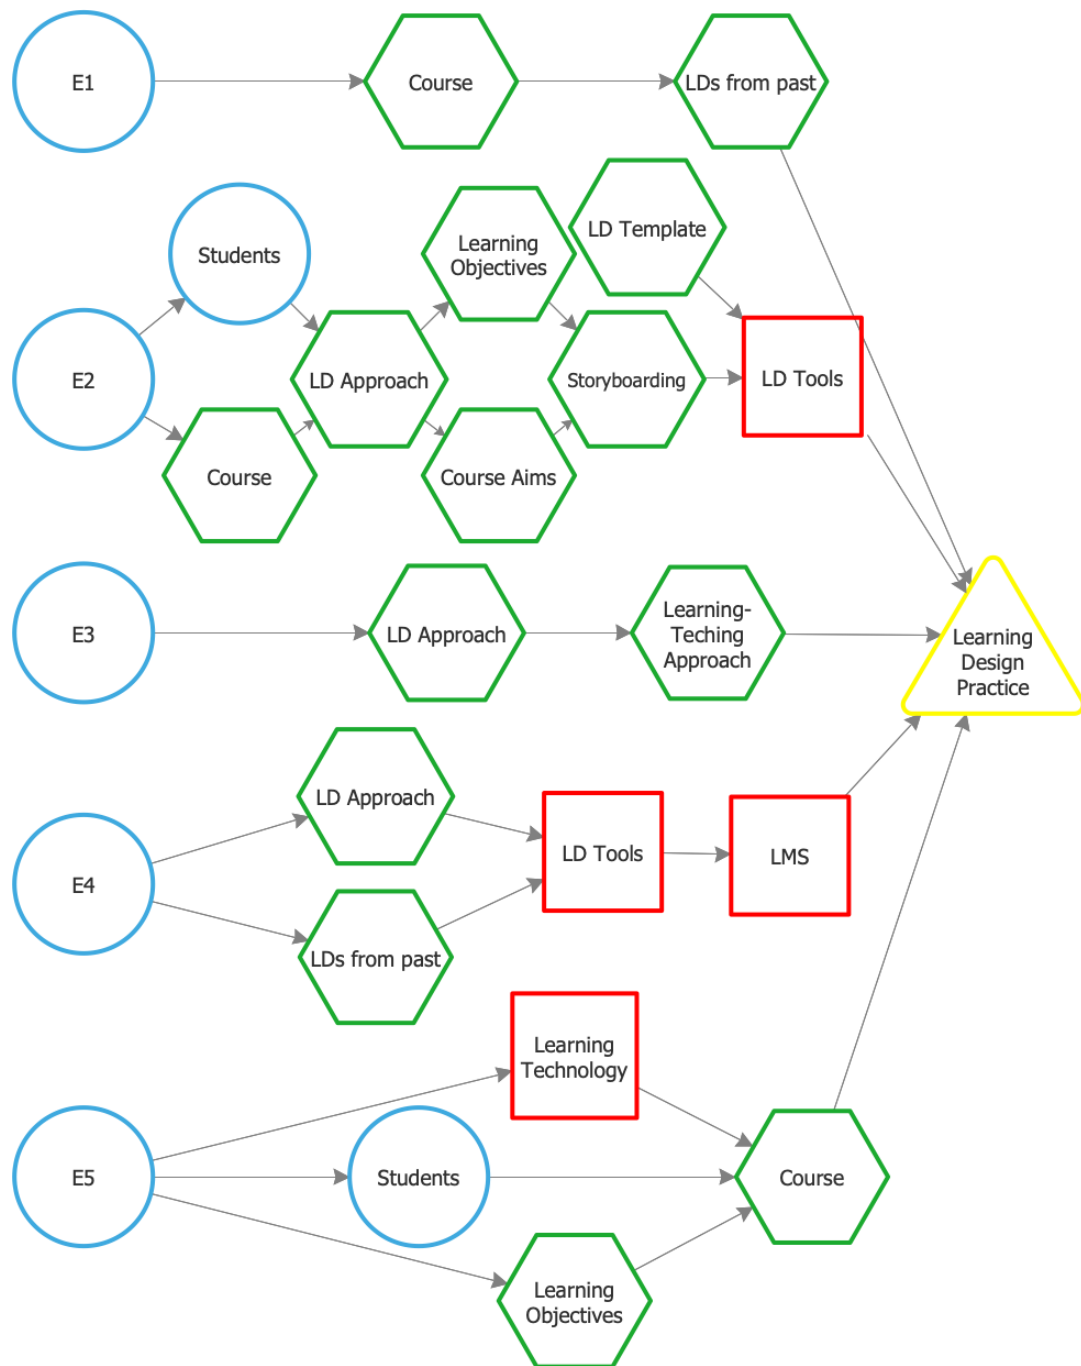 E1
Course
LDs from past
Students
Learning
Objectives
LD Template
E2
LD Approach
Storyboarding
LD Tools
Course
Course Aims
E3
LD Approach
Learning-
Teching
Approach
Learning
Design
Practice
LD Approach
E4
LD Tools
LMS
LDs from past
Learning
Technology
E5
Students
Course
Learning
Objectives